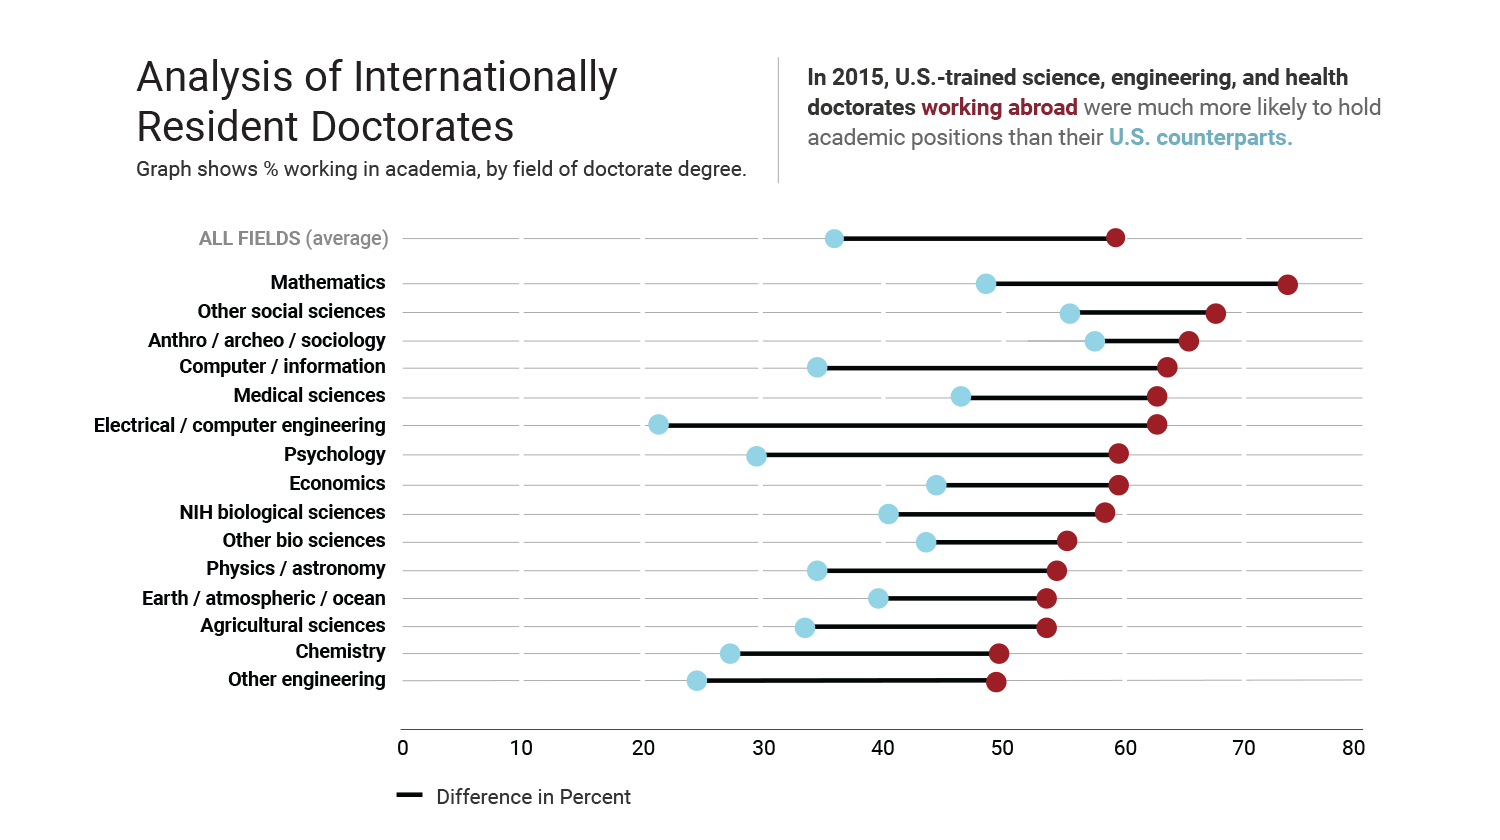 Analysis of Internationally
Resident Doctorates
Graph shows % working in academia, by field of doctorate degree.
In 2015, U.S.-trained science, engineering, and health
doctorates working abroad were much more likely to hold
academic positions than their U.S. counterparts.
ALL FIELDS (average)
Mathematics
Other social sciences
Anthro / archeo / sociology
Computer / information
Medical sciences
Electrical / computer engineering
Psychology
Economics
NIH biological sciences
Other bio sciences
Physics / astronomy
Earth / atmospheric / ocean
Agricultural sciences
Chemistry
Other engineering
0 10 20 30 40 50 60 70 80
Difference in Percent